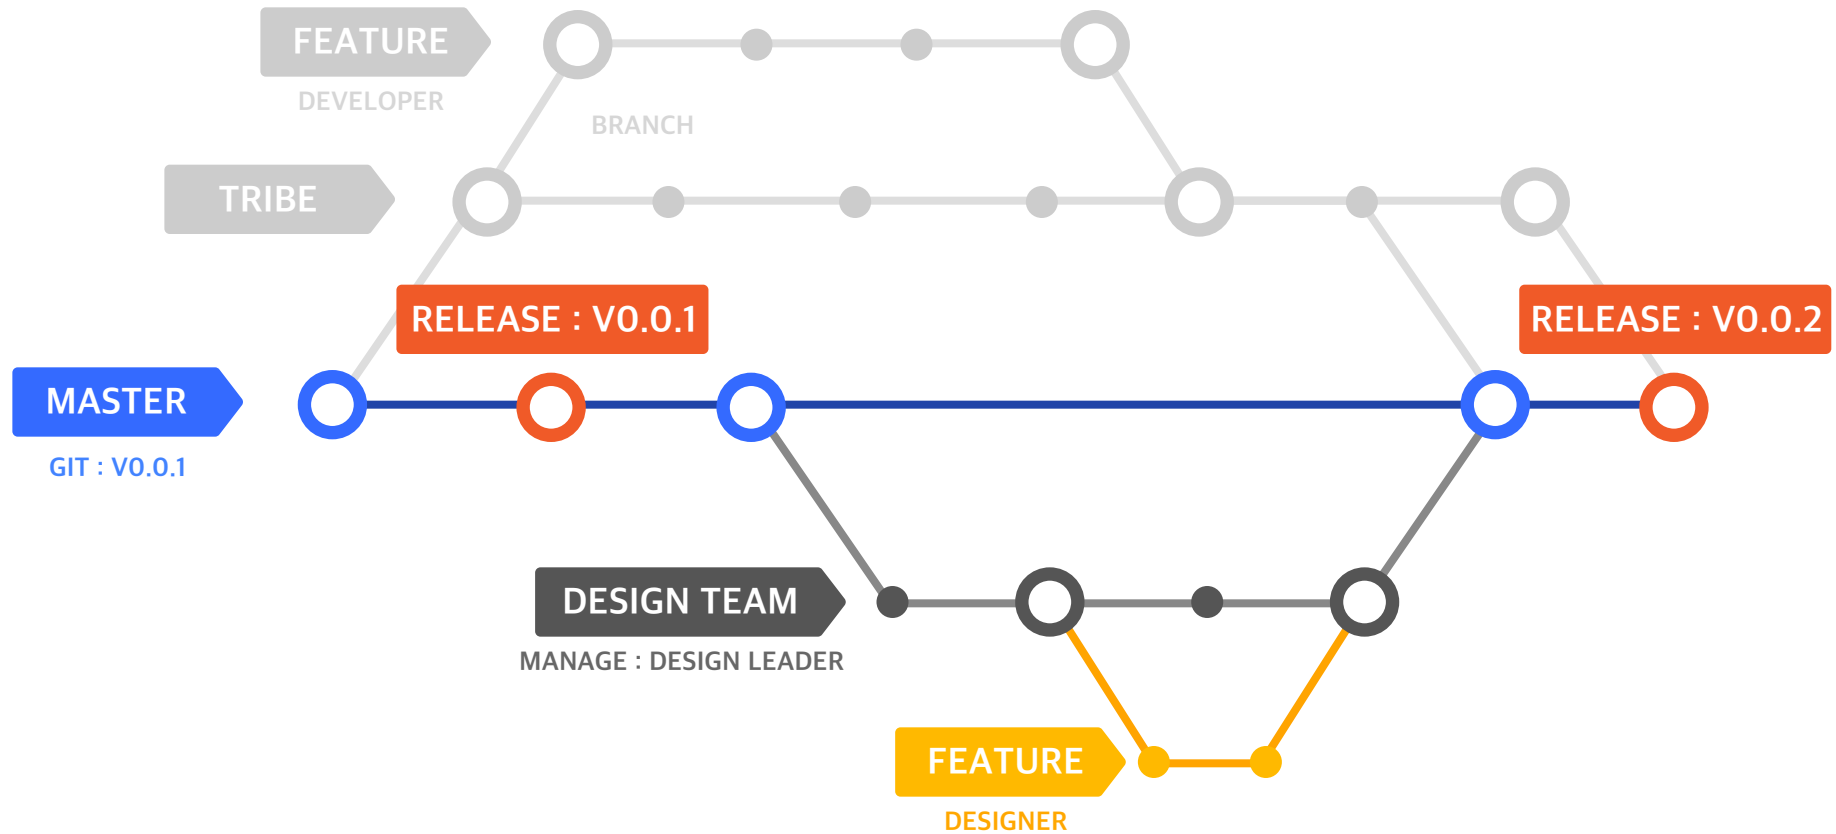 FEATURE
DEVELOPER
BRANCH
TRIBE
RELEASE : V0.0.1
RELEASE : V0.0.2
MASTER
GIT : V0.0.1
DESIGN TEAM
MANAGE : DESIGN LEADER
FEATURE
DESIGNER